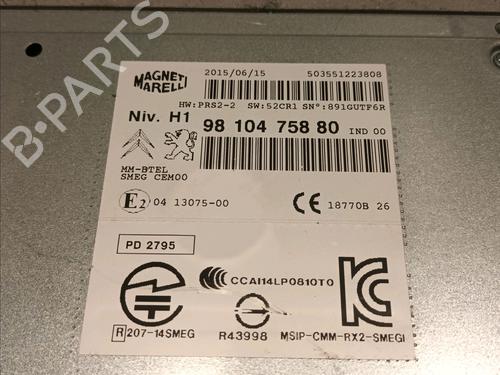 B-PARTS
MAGNETI MARELLI
2015/06/15 503551223808
HW:PRS2-2 SW:52CR1 SN°:891GUTF6R
Niv. H1
98 104 758 80 IND 00
MM-BTEL
SMEG CEM00
E2 04 13075-00
CE 18770B 26
PD 2795
CCAI14LP0810T0
R 207-14SMEG
R43998
MSIP-CMM-RX2-SMEGI